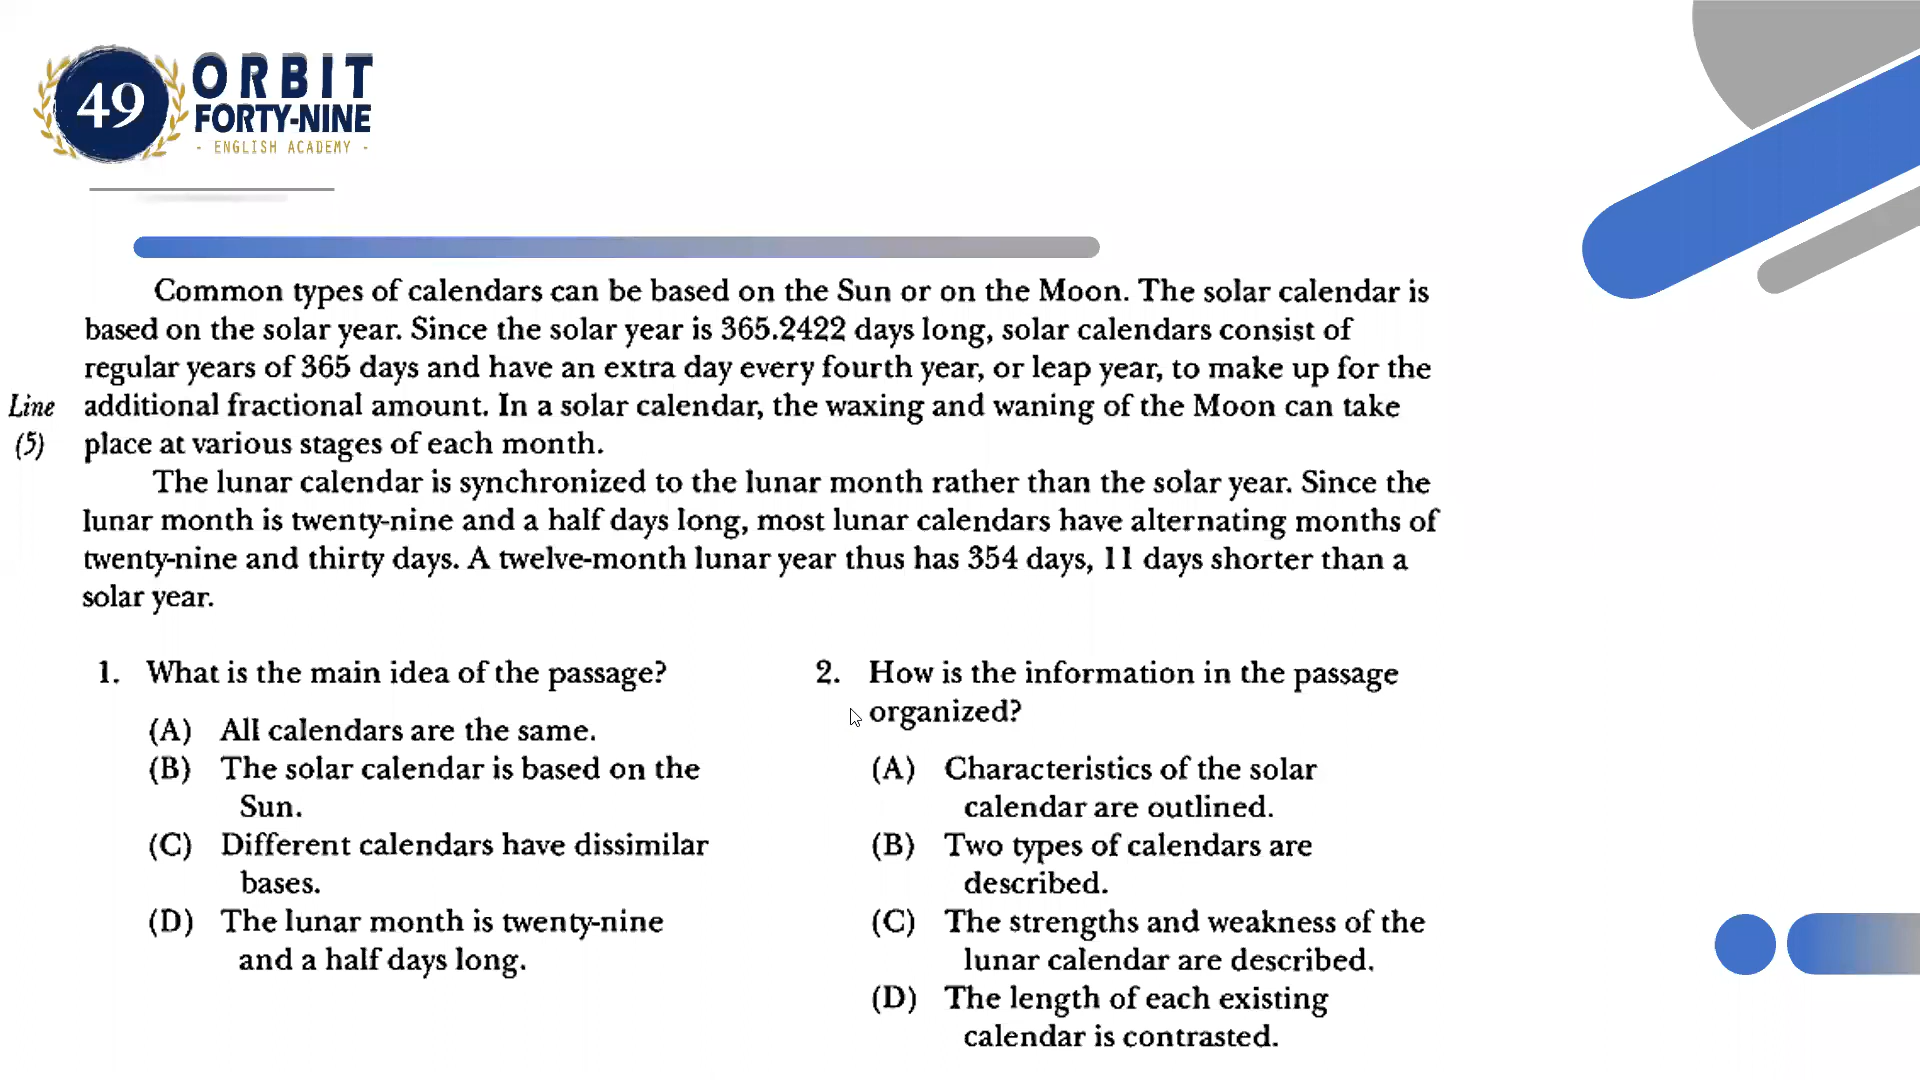 49
ORBIT
FORTY-NINE
- ENGLISH ACADEMY -
Common types of calendars can be based on the Sun or on the Moon. The solar calendar is
based on the solar year. Since the solar year is 365.2422 days long, solar calendars consist of
regular years of 365 days and have an extra day every fourth year, or leap year, to make up for the
Line additional fractional amount. In a solar calendar, the waxing and waning of the Moon can take
(5) place at various stages of each month.
The lunar calendar is synchronized to the lunar month rather than the solar year. Since the
lunar month is twenty-nine and a half days long, most lunar calendars have alternating months of
twenty-nine and thirty days. A twelve-month lunar year thus has 354 days, 11 days shorter than a
solar year.
1. What is the main idea of the passage?
(A) All calendars are the same.
(B) The solar calendar is based on the
Sun.
(C) Different calendars have dissimilar
bases.
(D) The lunar month is twenty-nine
and a half days long.
2. How is the information in the passage
organized?
(A) Characteristics of the solar
calendar are outlined.
(B) Two types of calendars are
described.
(C) The strengths and weakness of the
lunar calendar are described.
(D) The length of each existing
calendar is contrasted.